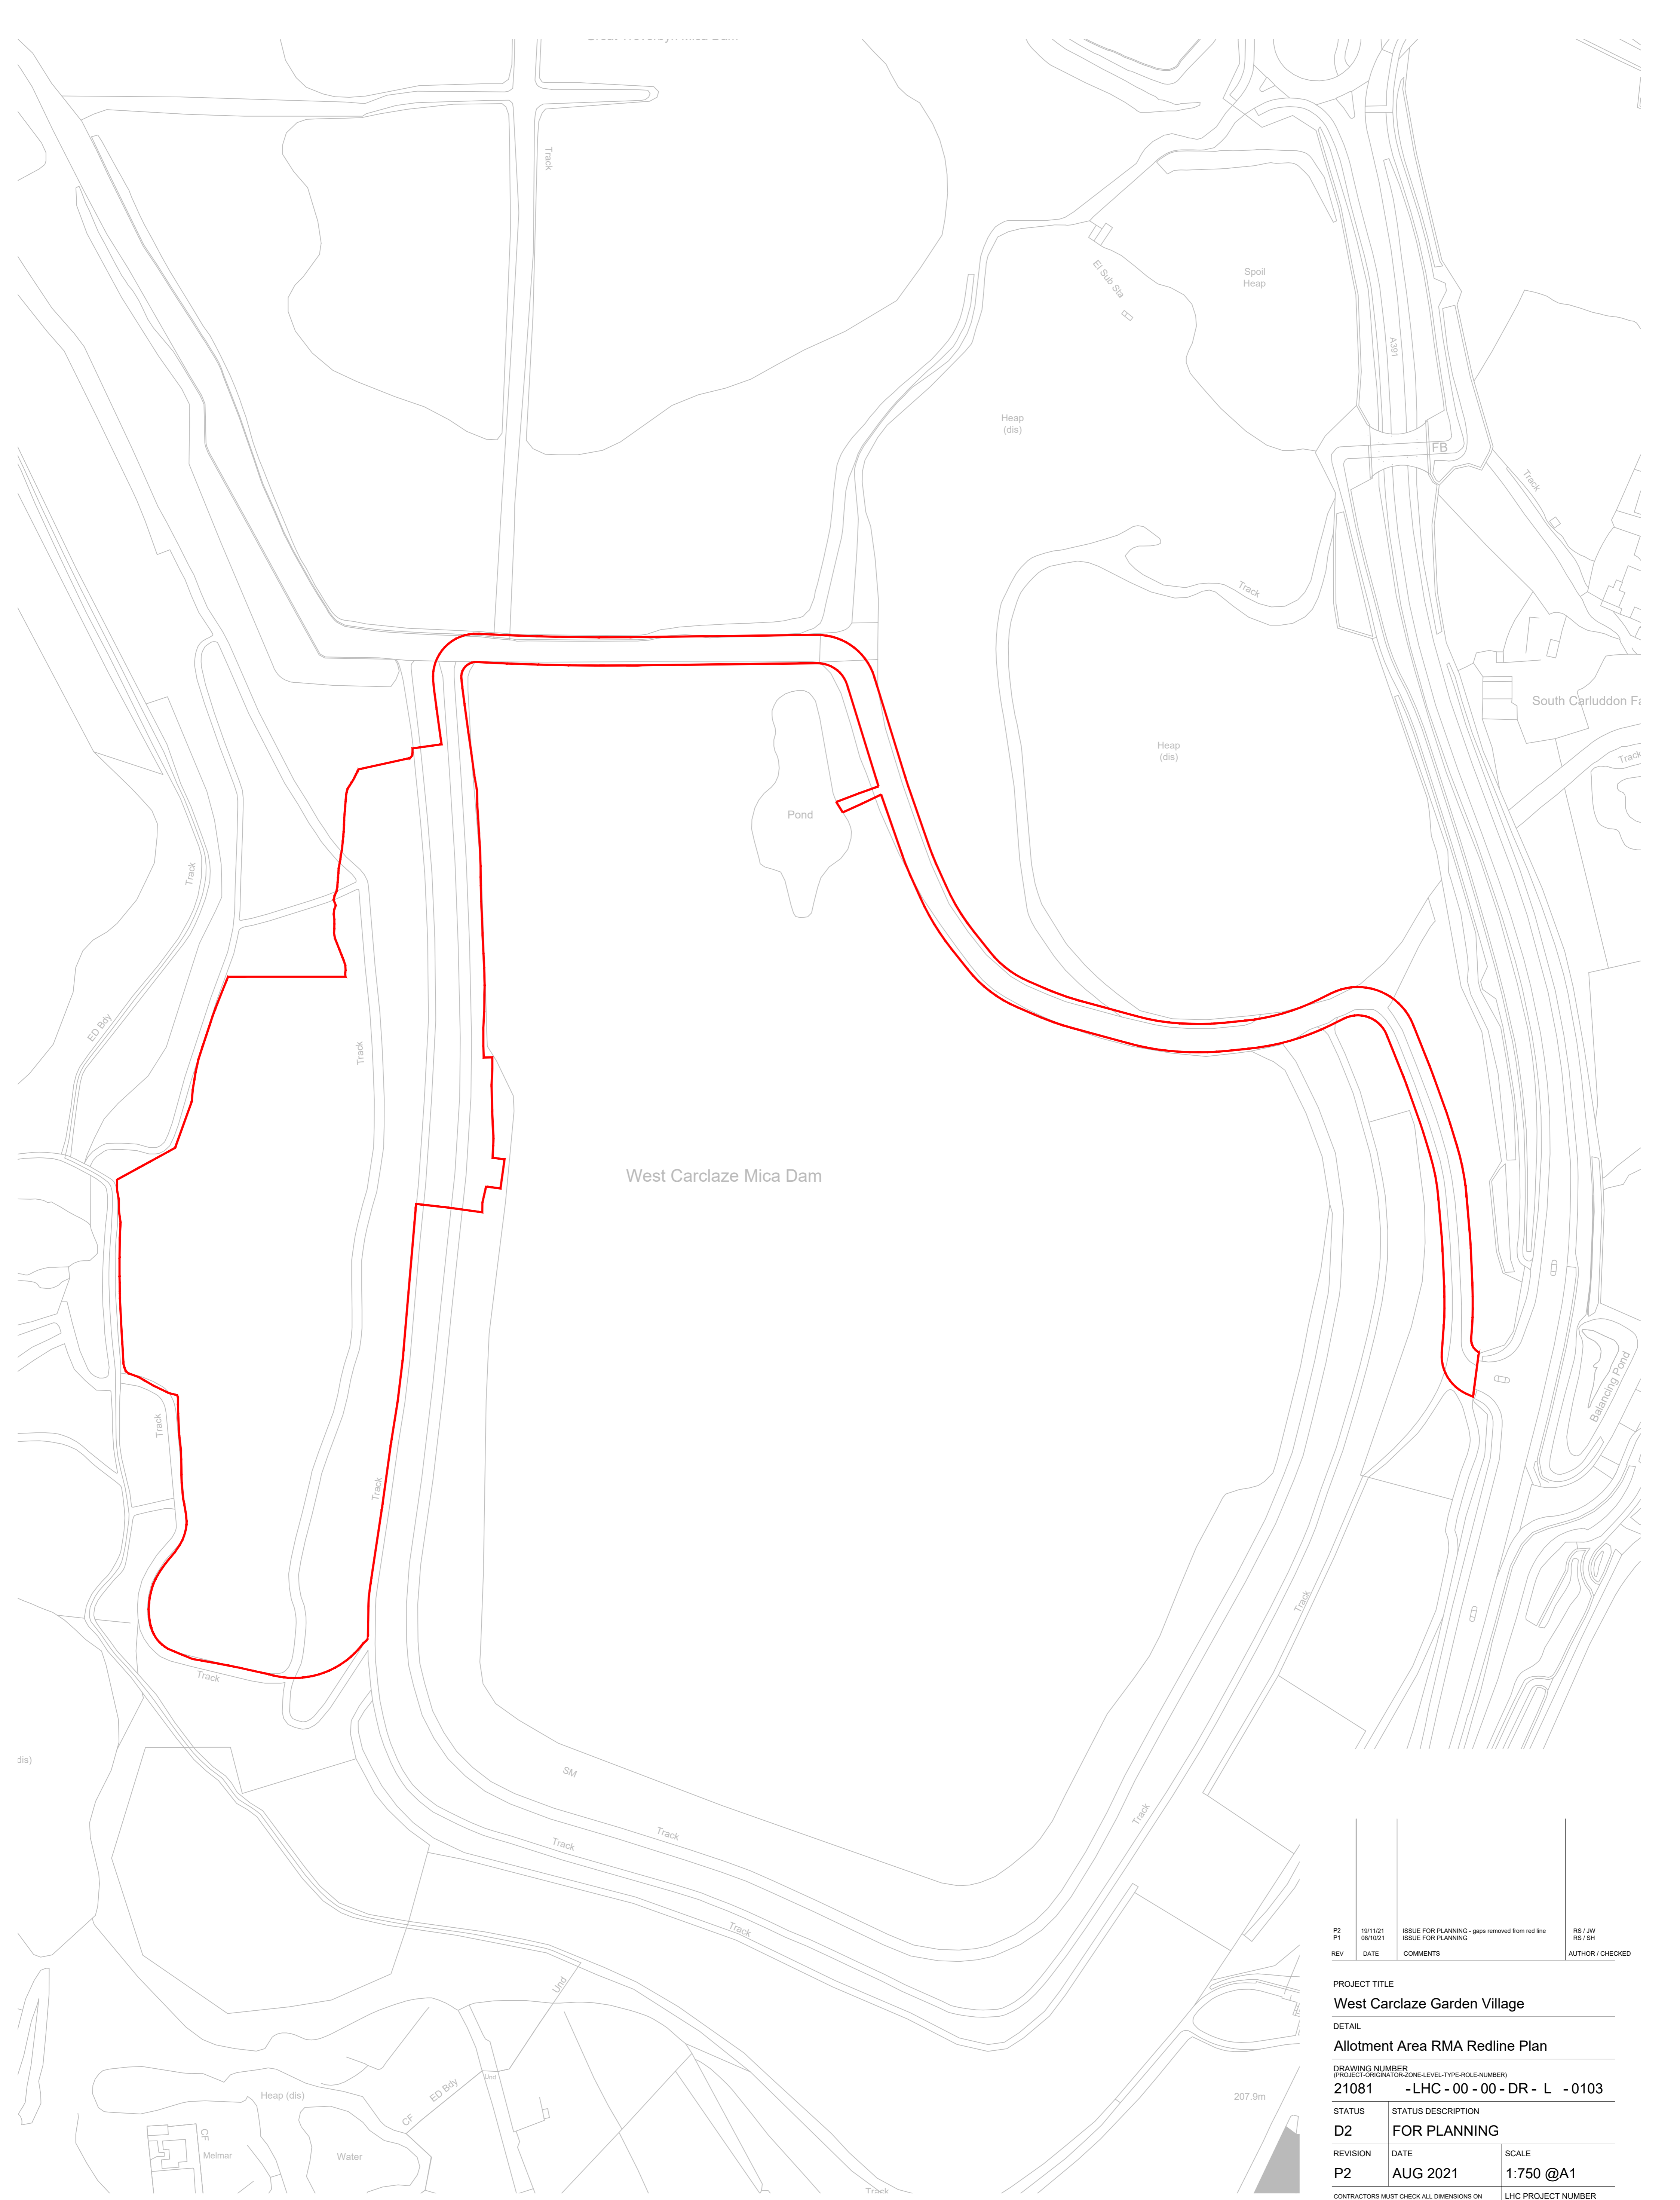 Track
El Sub Sta
Spoil
Heap
A391
Heap
(dis)
FB
Track
Track
South Carluddon
Heap
(dis)
Track
Pond
Track
ED Bdy
Track
West Carclaze Mica Dam
Balancing Pond
Track
Track
Track
Track
dis)
SM
Track
Track
Track
Track
Und
Und
ED Bdy
CF
CF
Heap (dis)
Melmar
Water
207.9m
Track
P2 19/11/21 ISSUE FOR PLANNING - gaps removed from red line RS / JW
P1 08/10/21 ISSUE FOR PLANNING RS / SH
REV DATE COMMENTS AUTHOR / CHECKED
PROJECT TITLE
West Carclaze Garden Village
DETAIL
Allotment Area RMA Redline Plan
DRAWING NUMBER
(PROJECT-ORIGINATOR-ZONE-LEVEL-TYPE-ROLE-NUMBER)
21081 - LHC - 00 - 00 - DR - L - 0103
STATUS STATUS DESCRIPTION
D2 FOR PLANNING
REVISION DATE SCALE
P2 AUG 2021 1:750 @A1
CONTRACTORS MUST CHECK ALL DIMENSIONS ON LHC PROJECT NUMBER